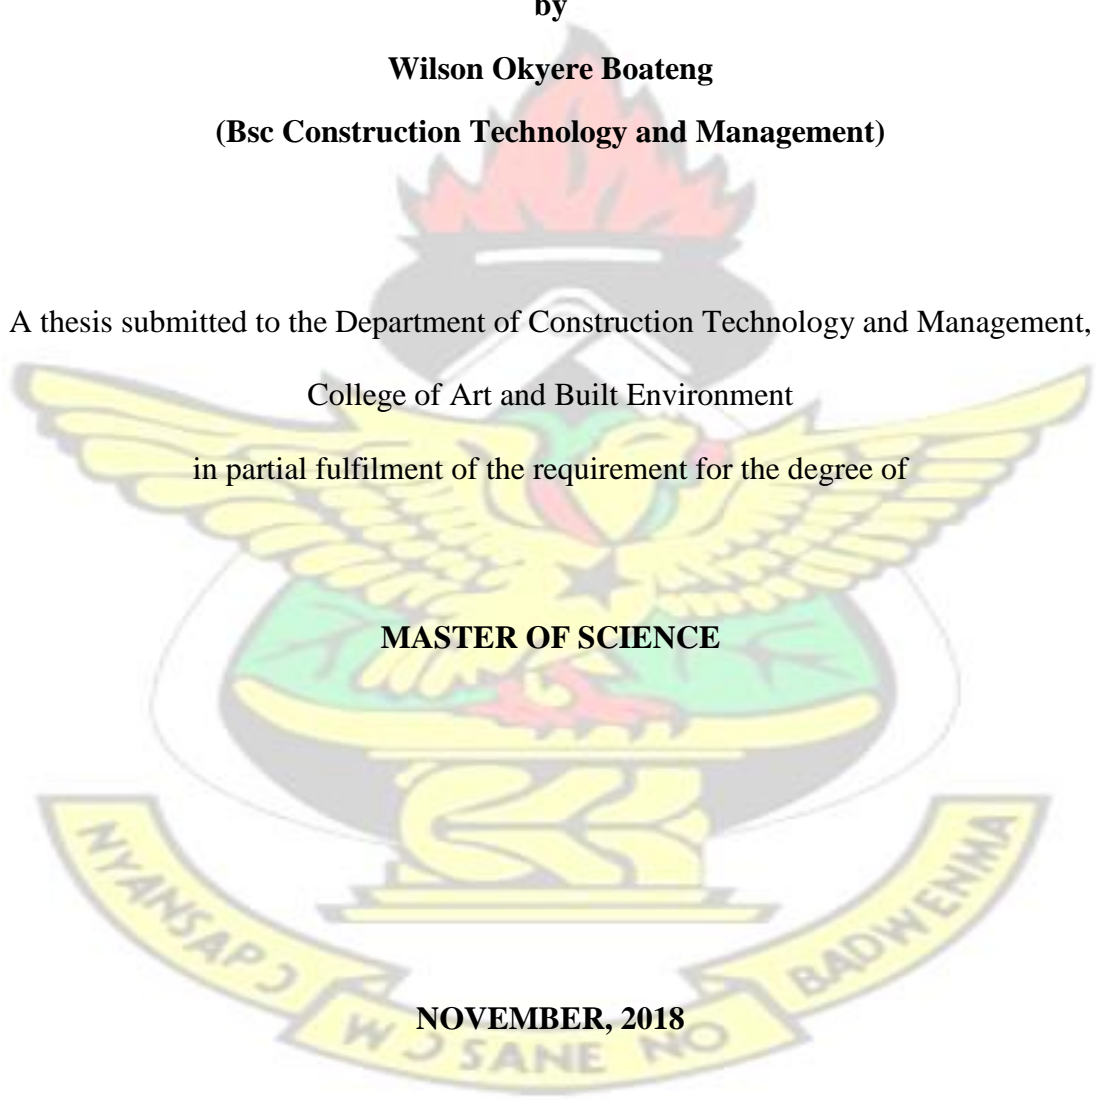 by
Wilson Okyere Boateng
(Bsc Construction Technology and Management)
A thesis submitted to the Department of Construction Technology and Management,
College of Art and Built Environment
in partial fulfilment of the requirement for the degree of
MASTER OF SCIENCE
NOVEMBER, 2018
NYANSAPƆ
WƆSANE NO
BADWENMA